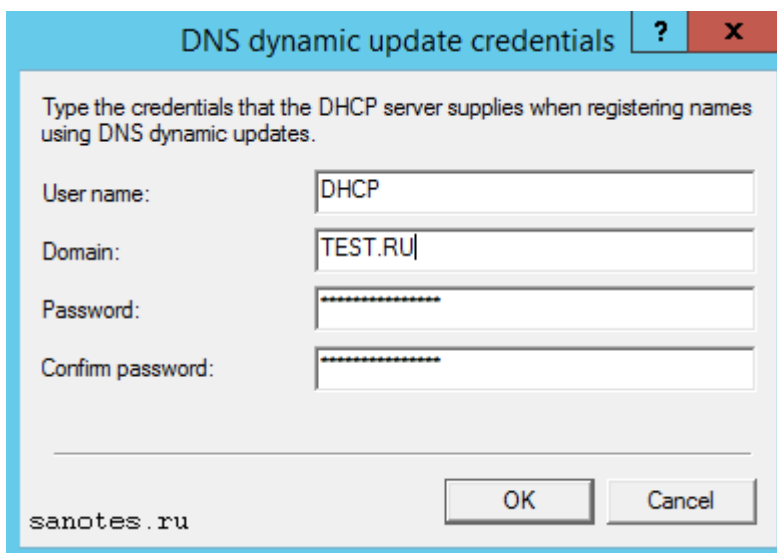 DNS dynamic update credentials ? x
Type the credentials that the DHCP server supplies when registering names
using DNS dynamic updates.
User name: DHCP
Domain: TEST.RU
Password: ***************
Confirm password: ***************
OK Cancel
sanotes.ru